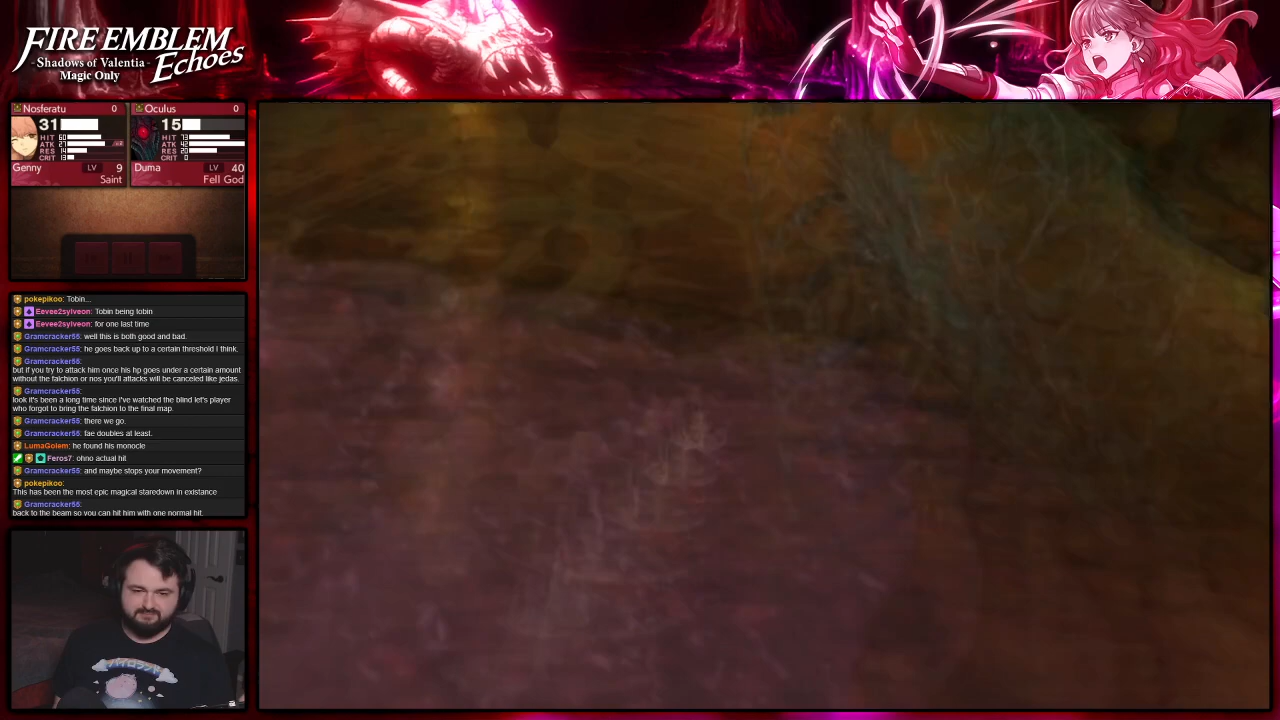 FIRE EMBLEM
Echoes
- Shadows of Valentia -
Magic Only
Nosferatu 0
Oculus 0
31
HIT 60
ATK 27
RES 14
CRIT 13
15
HIT 73
ATK 42
RES 20
CRIT 0
Genny LV 9
Saint
Duma LV 40
Fell God
pokepikoo: Tobin...
Eevee2sylveon: Tobin being tobin
Eevee2sylveon: for one last time
Gramcracker55: well this is both good and bad.
Gramcracker55: he goes back up to a certain threshold I think.
Gramcracker55:
but if you try to attack him once his hp goes under a certain amount
without the falchion or nos you'll attacks will be canceled like jedas.
Gramcracker55:
look it's been a long time since I've watched the blind let's player
who forgot to bring the falchion to the final map.
Gramcracker55: there we go.
Gramcracker55: fae doubles at least.
LumaGolem: he found his monocle
Feros7: ohno actual hit
Gramcracker55: and maybe stops your movement?
pokepikoo:
This has been the most epic magical staredown in existance
Gramcracker55:
back to the beam so you can hit him with one normal hit.